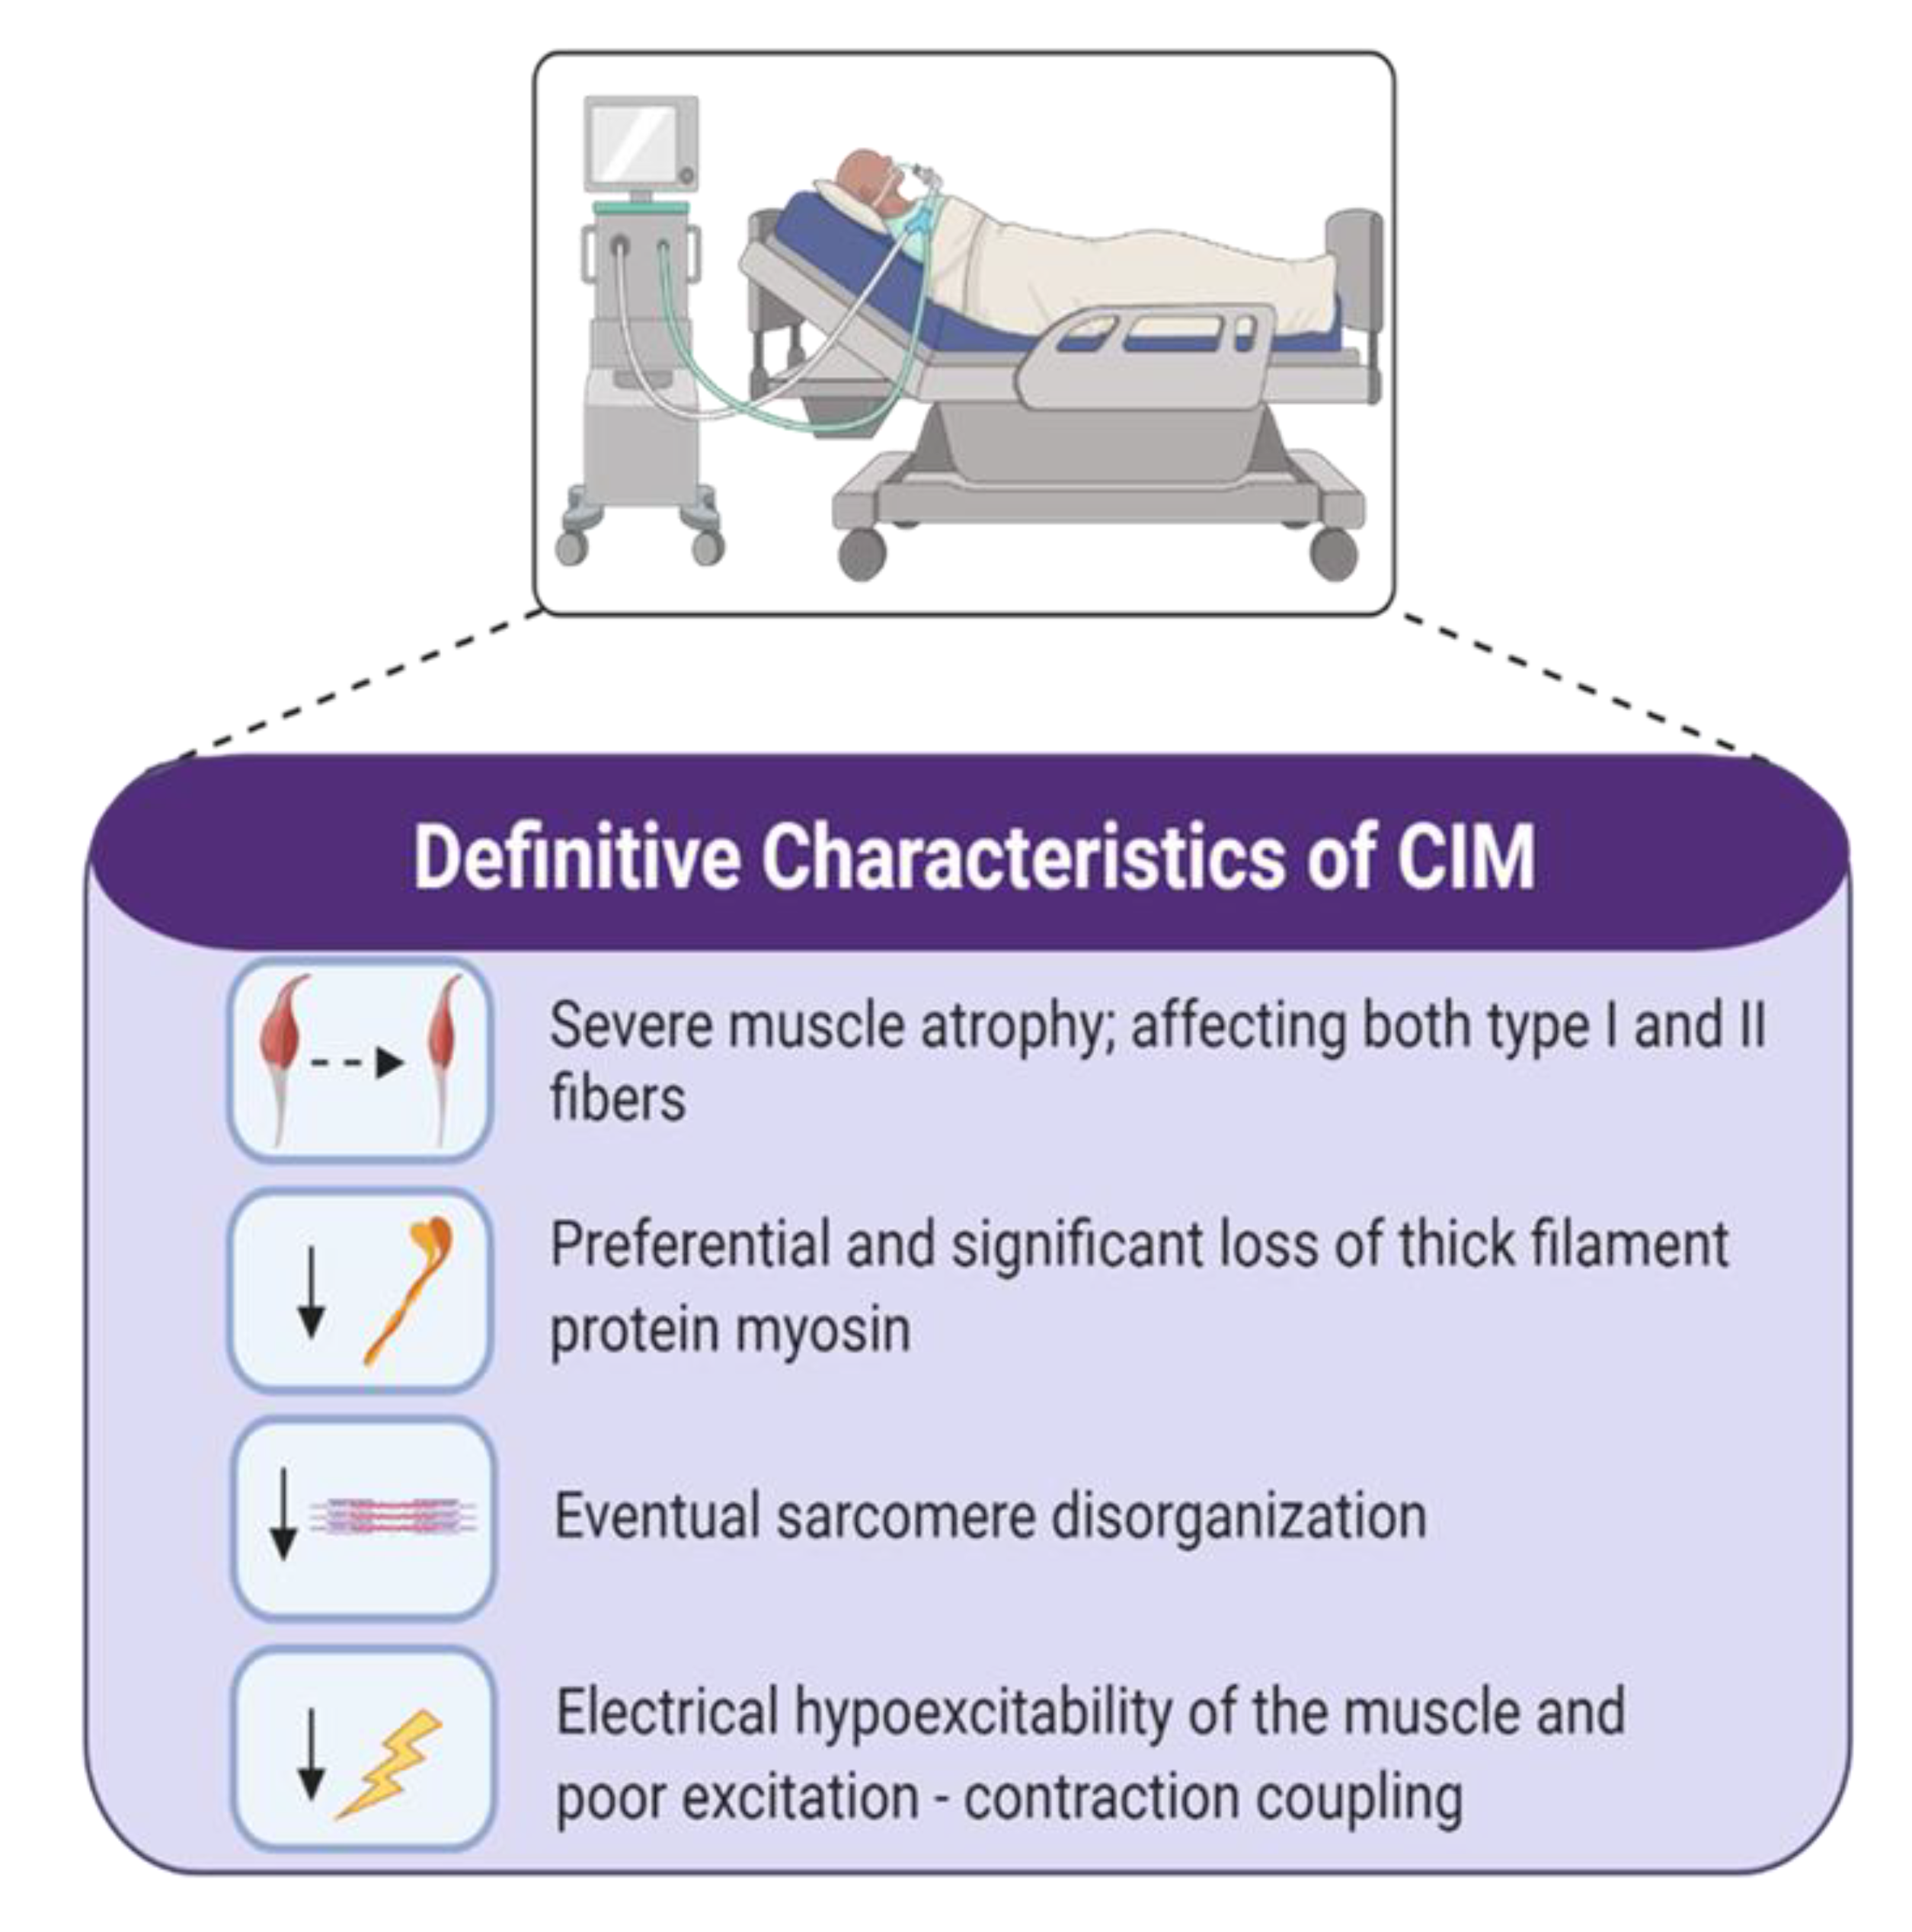 Definitive Characteristics of CIM
Severe muscle atrophy; affecting both type I and II
fibers
Preferential and significant loss of thick filament
protein myosin
Eventual sarcomere disorganization
Electrical hypoexcitability of the muscle and
poor excitation - contraction coupling